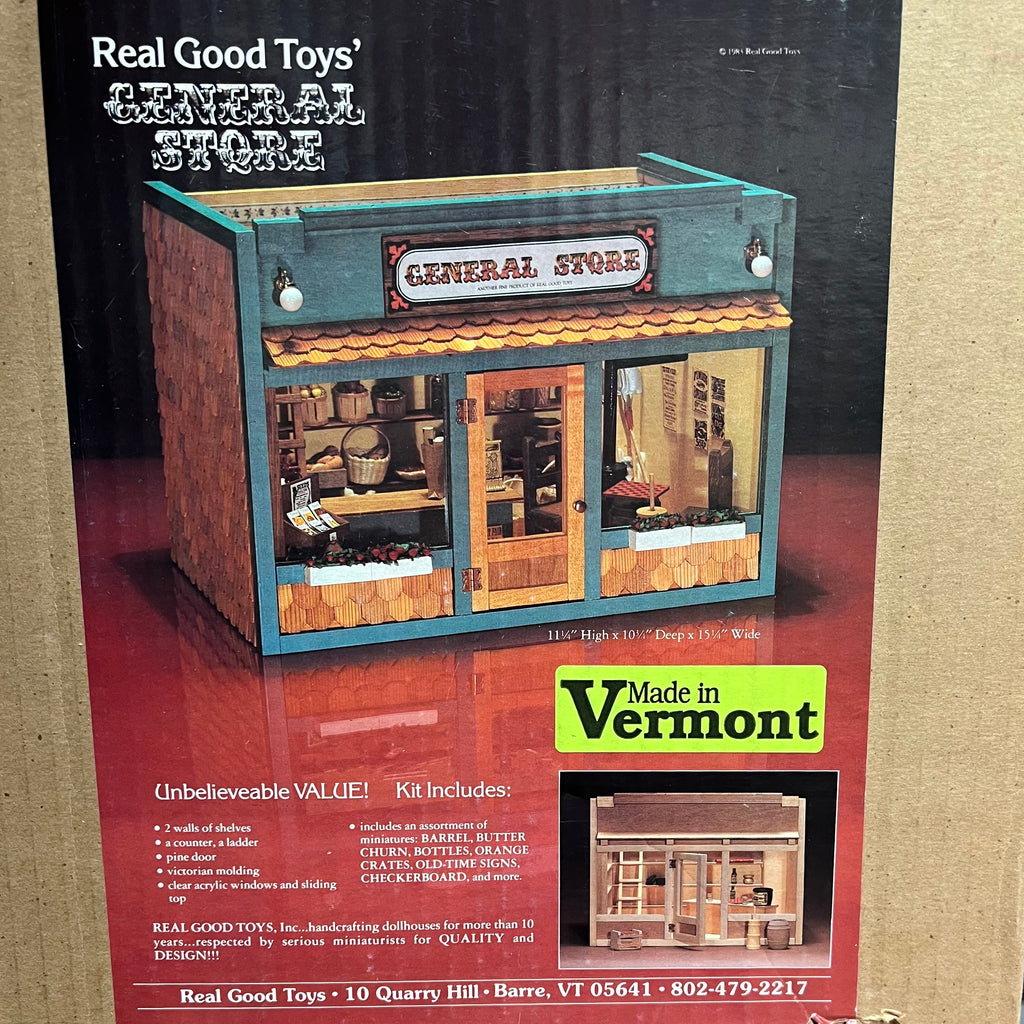 Real Good Toys'
GENERAL
STORE
© 1983 Real Good Toys
GENERAL STORE
ANOTHER FINE PRODUCT OF REAL GOOD TOYS
11¼" High x 10¼" Deep x 15¼" Wide
Made in
Vermont
Unbelieveable VALUE! Kit Includes:
• 2 walls of shelves
• a counter, a ladder
• pine door
• victorian molding
• clear acrylic windows and sliding
top
• includes an assortment of
miniatures: BARREL, BUTTER
CHURN, BOTTLES, ORANGE
CRATES, OLD-TIME SIGNS,
CHECKERBOARD, and more.
REAL GOOD TOYS, Inc...handcrafting dollhouses for more than 10
years...respected by serious miniaturists for QUALITY and
DESIGN!!!
Real Good Toys • 10 Quarry Hill • Barre, VT 05641 • 802-479-2217